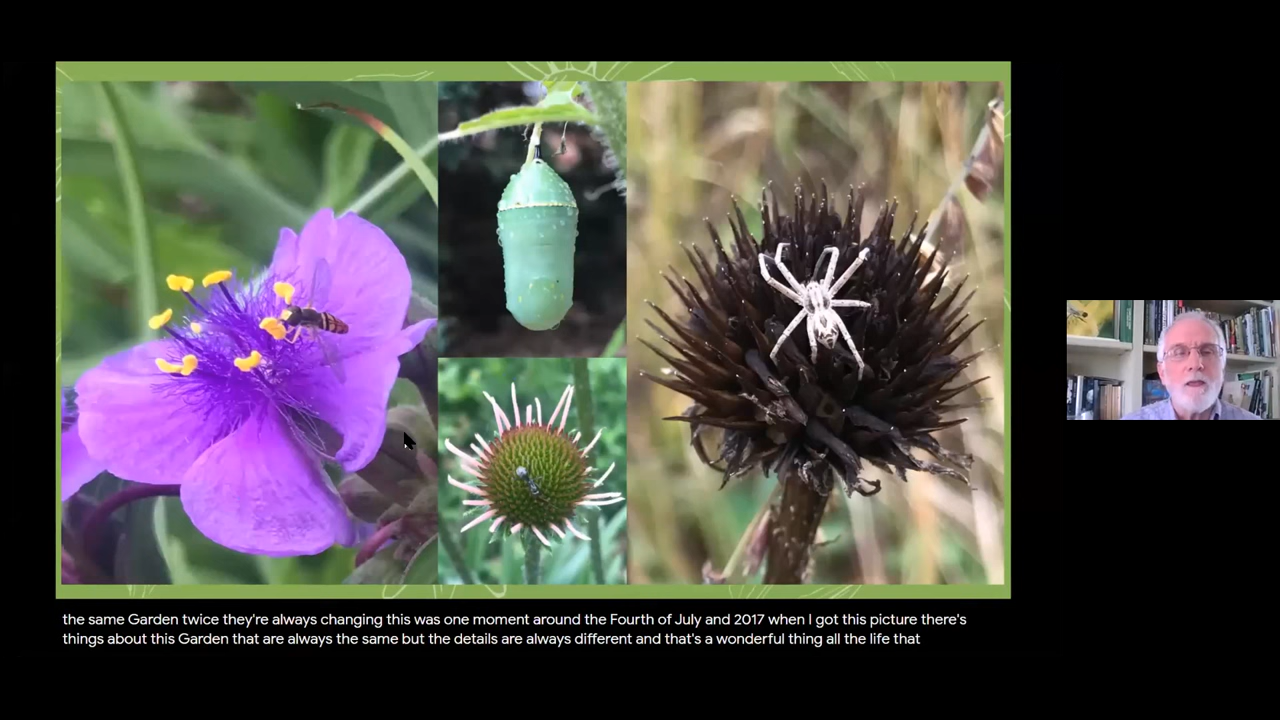 the same Garden twice they're always changing this was one moment around the Fourth of July and 2017 when I got this picture there's
things about this Garden that are always the same but the details are always different and that's a wonderful thing all the life that